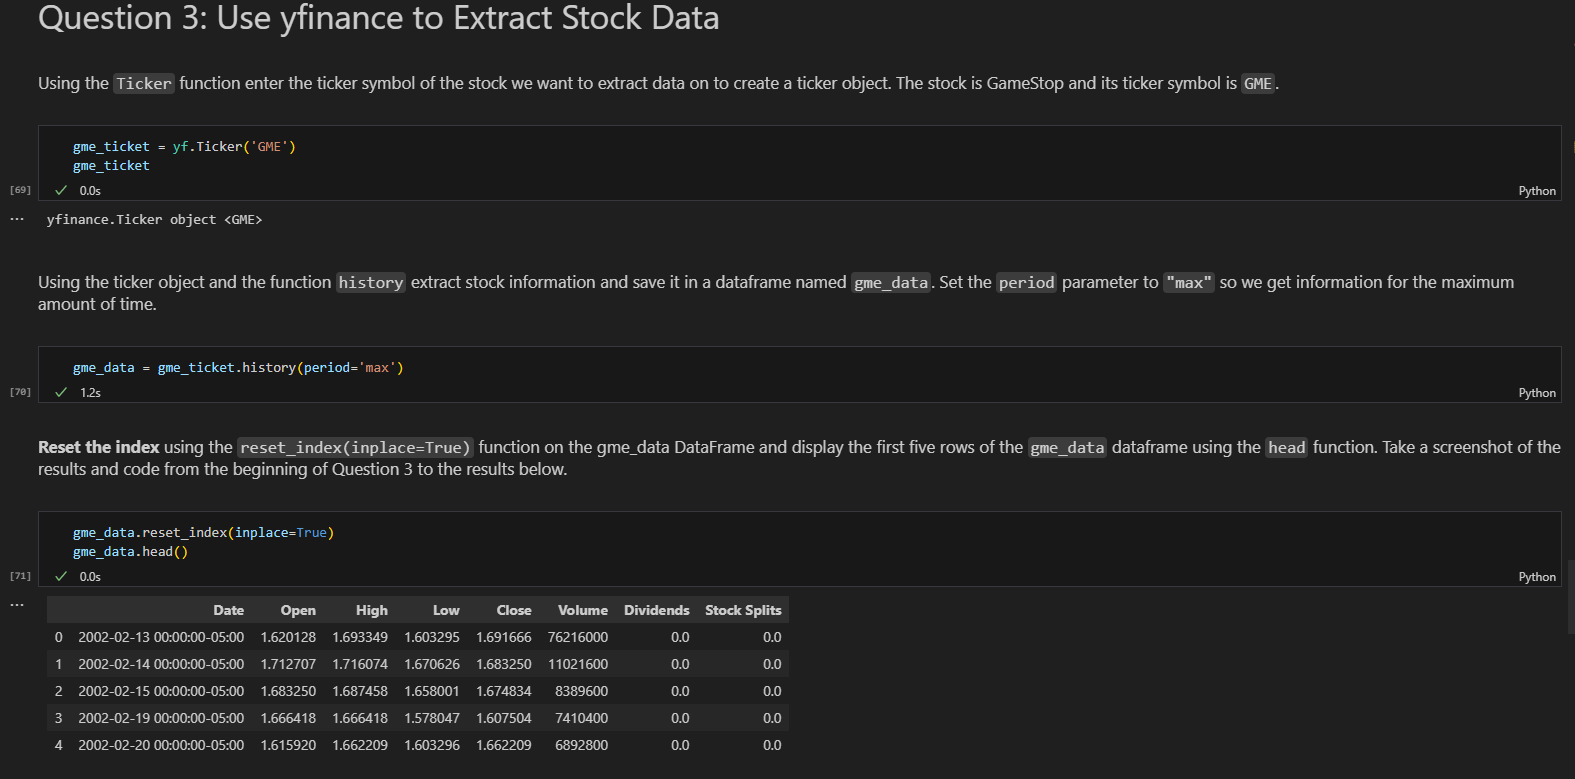 Question 3: Use yfinance to Extract Stock Data
Using the Ticker function enter the ticker symbol of the stock we want to extract data on to create a ticker object. The stock is GameStop and its ticker symbol is GME.
gme_ticket = yf.Ticker('GME')
gme_ticket
[69] 0.0s Python
... yfinance.Ticker object <GME>
Using the ticker object and the function history extract stock information and save it in a dataframe named gme_data. Set the period parameter to "max" so we get information for the maximum
amount of time.
gme_data = gme_ticket.history(period='max')
[70] 1.2s Python
Reset the index using the reset_index(inplace=True) function on the gme_data DataFrame and display the first five rows of the gme_data dataframe using the head function. Take a screenshot of the
results and code from the beginning of Question 3 to the results below.
gme_data.reset_index(inplace=True)
gme_data.head()
[71] 0.0s Python
...
Date Open High Low Close Volume Dividends Stock Splits
0 2002-02-13 00:00:00-05:00 1.620128 1.693349 1.603295 1.691666 76216000 0.0 0.0
1 2002-02-14 00:00:00-05:00 1.712707 1.716074 1.670626 1.683250 11021600 0.0 0.0
2 2002-02-15 00:00:00-05:00 1.683250 1.687458 1.658001 1.674834 8389600 0.0 0.0
3 2002-02-19 00:00:00-05:00 1.666418 1.666418 1.578047 1.607504 7410400 0.0 0.0
4 2002-02-20 00:00:00-05:00 1.615920 1.662209 1.603296 1.662209 6892800 0.0 0.0